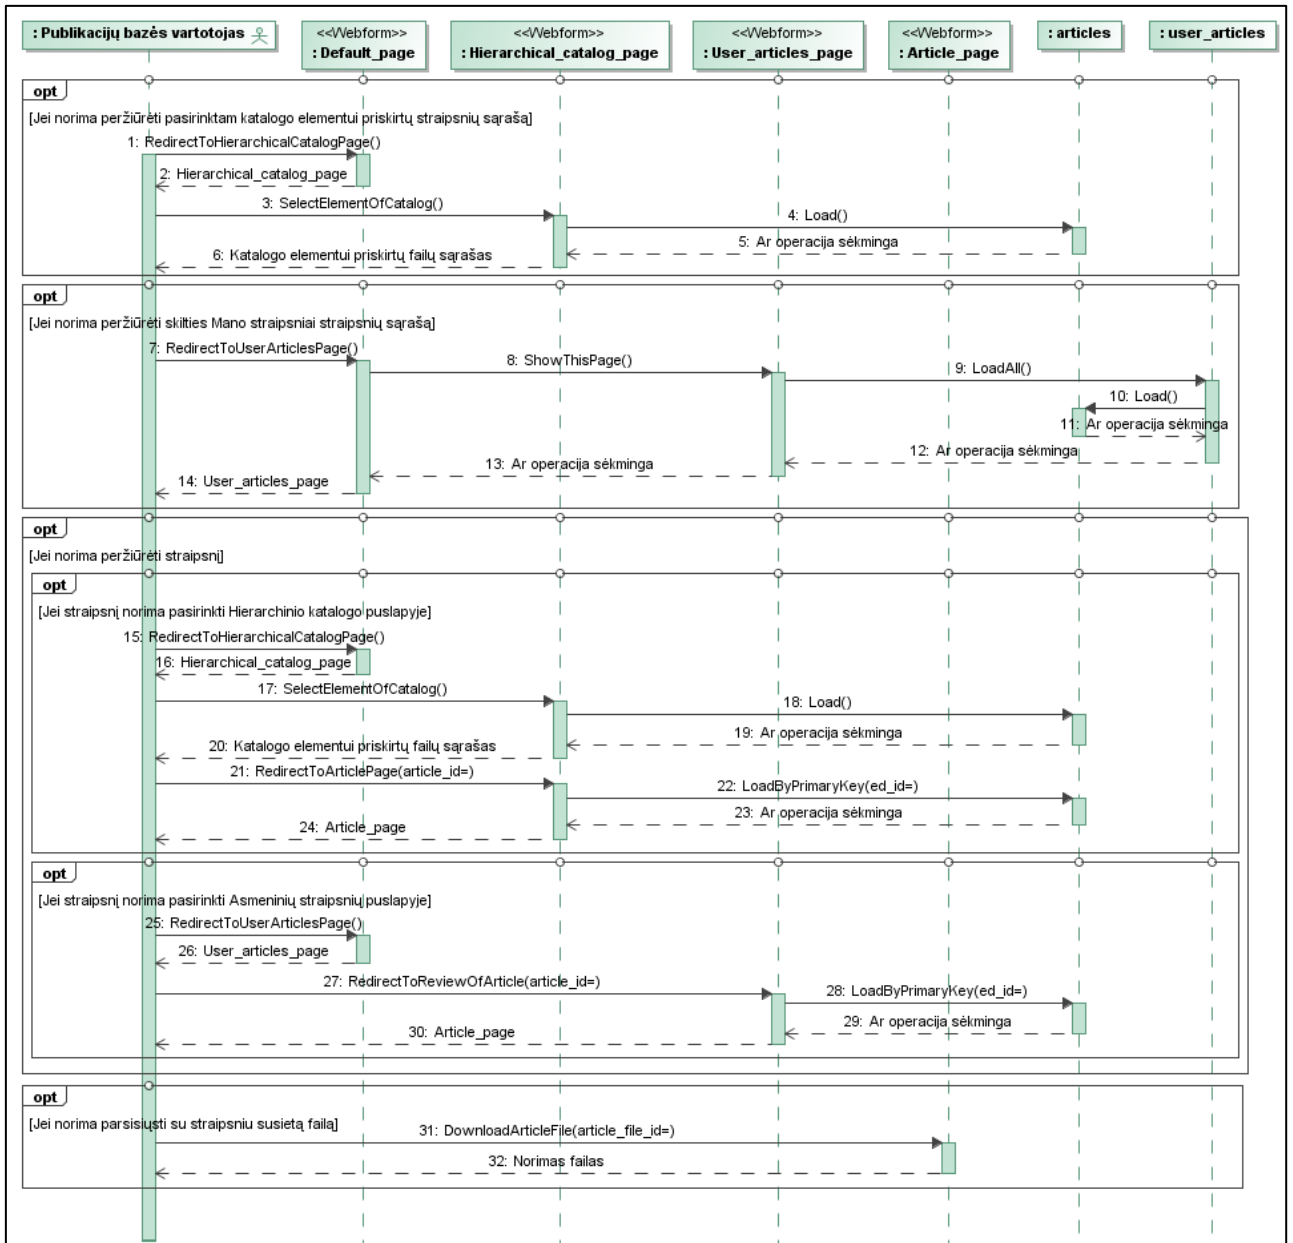 : Publikacijų bazės vartotojas
<<Webform>>
: Default_page
<<Webform>>
: Hierarchical_catalog_page
<<Webform>>
: User_articles_page
<<Webform>>
: Article_page
: articles
: user_articles
opt
[Jei norima peržiūrėti pasirinktam katalogo elementui priskirtų straipsnių sąrašą]
1: RedirectToHierarchicalCatalogPage()
2: Hierarchical_catalog_page
3: SelectElementOfCatalog()
4: Load()
5: Ar operacija sėkminga
6: Katalogo elementui priskirtų failų sąrašas
opt
[Jei norima peržiūrėti skilties Mano straipsniai straipsnių sąrašą]
7: RedirectToUserArticlesPage()
8: ShowThisPage()
9: LoadAll()
10: Load()
11: Ar operacija sėkminga
12: Ar operacija sėkminga
13: Ar operacija sėkminga
14: User_articles_page
opt
[Jei norima peržiūrėti straipsnį]
opt
[Jei straipsnį norima pasirinkti Hierarchinio katalogo puslapyje]
15: RedirectToHierarchicalCatalogPage()
16: Hierarchical_catalog_page
17: SelectElementOfCatalog()
18: Load()
19: Ar operacija sėkminga
20: Katalogo elementui priskirtų failų sąrašas
21: RedirectToArticlePage(article_id=)
22: LoadByPrimaryKey(ed_id=)
23: Ar operacija sėkminga
24: Article_page
opt
[Jei straipsnį norima pasirinkti Asmeninių straipsnių puslapyje]
25: RedirectToUserArticlesPage()
26: User_articles_page
27: RedirectToReviewOfArticle(article_id=)
28: LoadByPrimaryKey(ed_id=)
29: Ar operacija sėkminga
30: Article_page
opt
[Jei norima parsisiųsti su straipsniu susietą failą]
31: DownloadArticleFile(article_file_id=)
32: Norimas failas